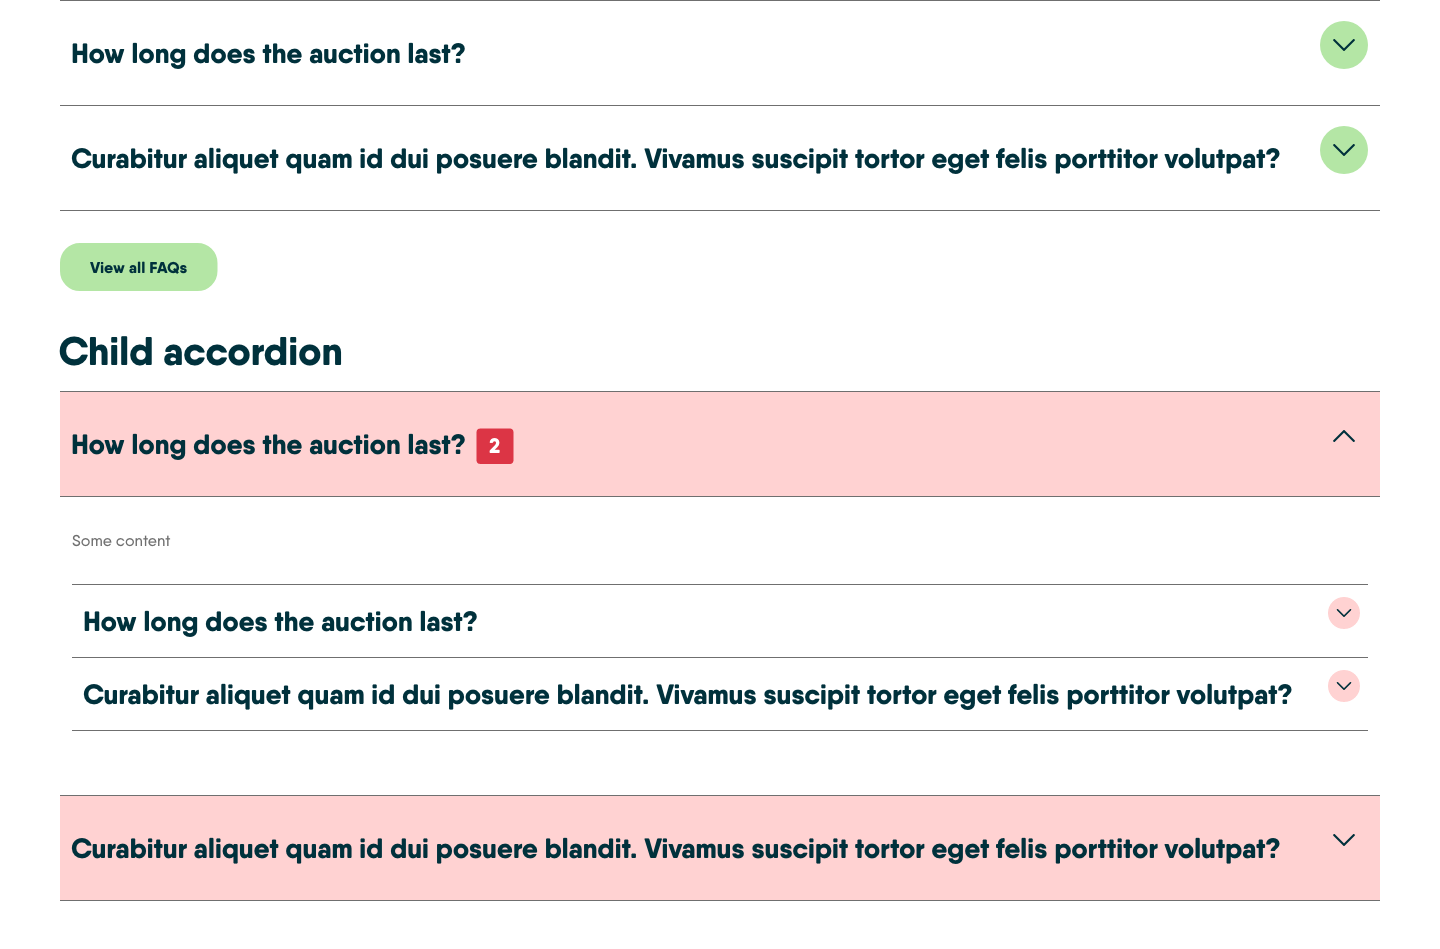 How long does the auction last?
Curabitur aliquet quam id dui posuere blandit. Vivamus suscipit tortor eget felis porttitor volutpat?
View all FAQs
Child accordion
How long does the auction last? 2
Some content
How long does the auction last?
Curabitur aliquet quam id dui posuere blandit. Vivamus suscipit tortor eget felis porttitor volutpat?
Curabitur aliquet quam id dui posuere blandit. Vivamus suscipit tortor eget felis porttitor volutpat?